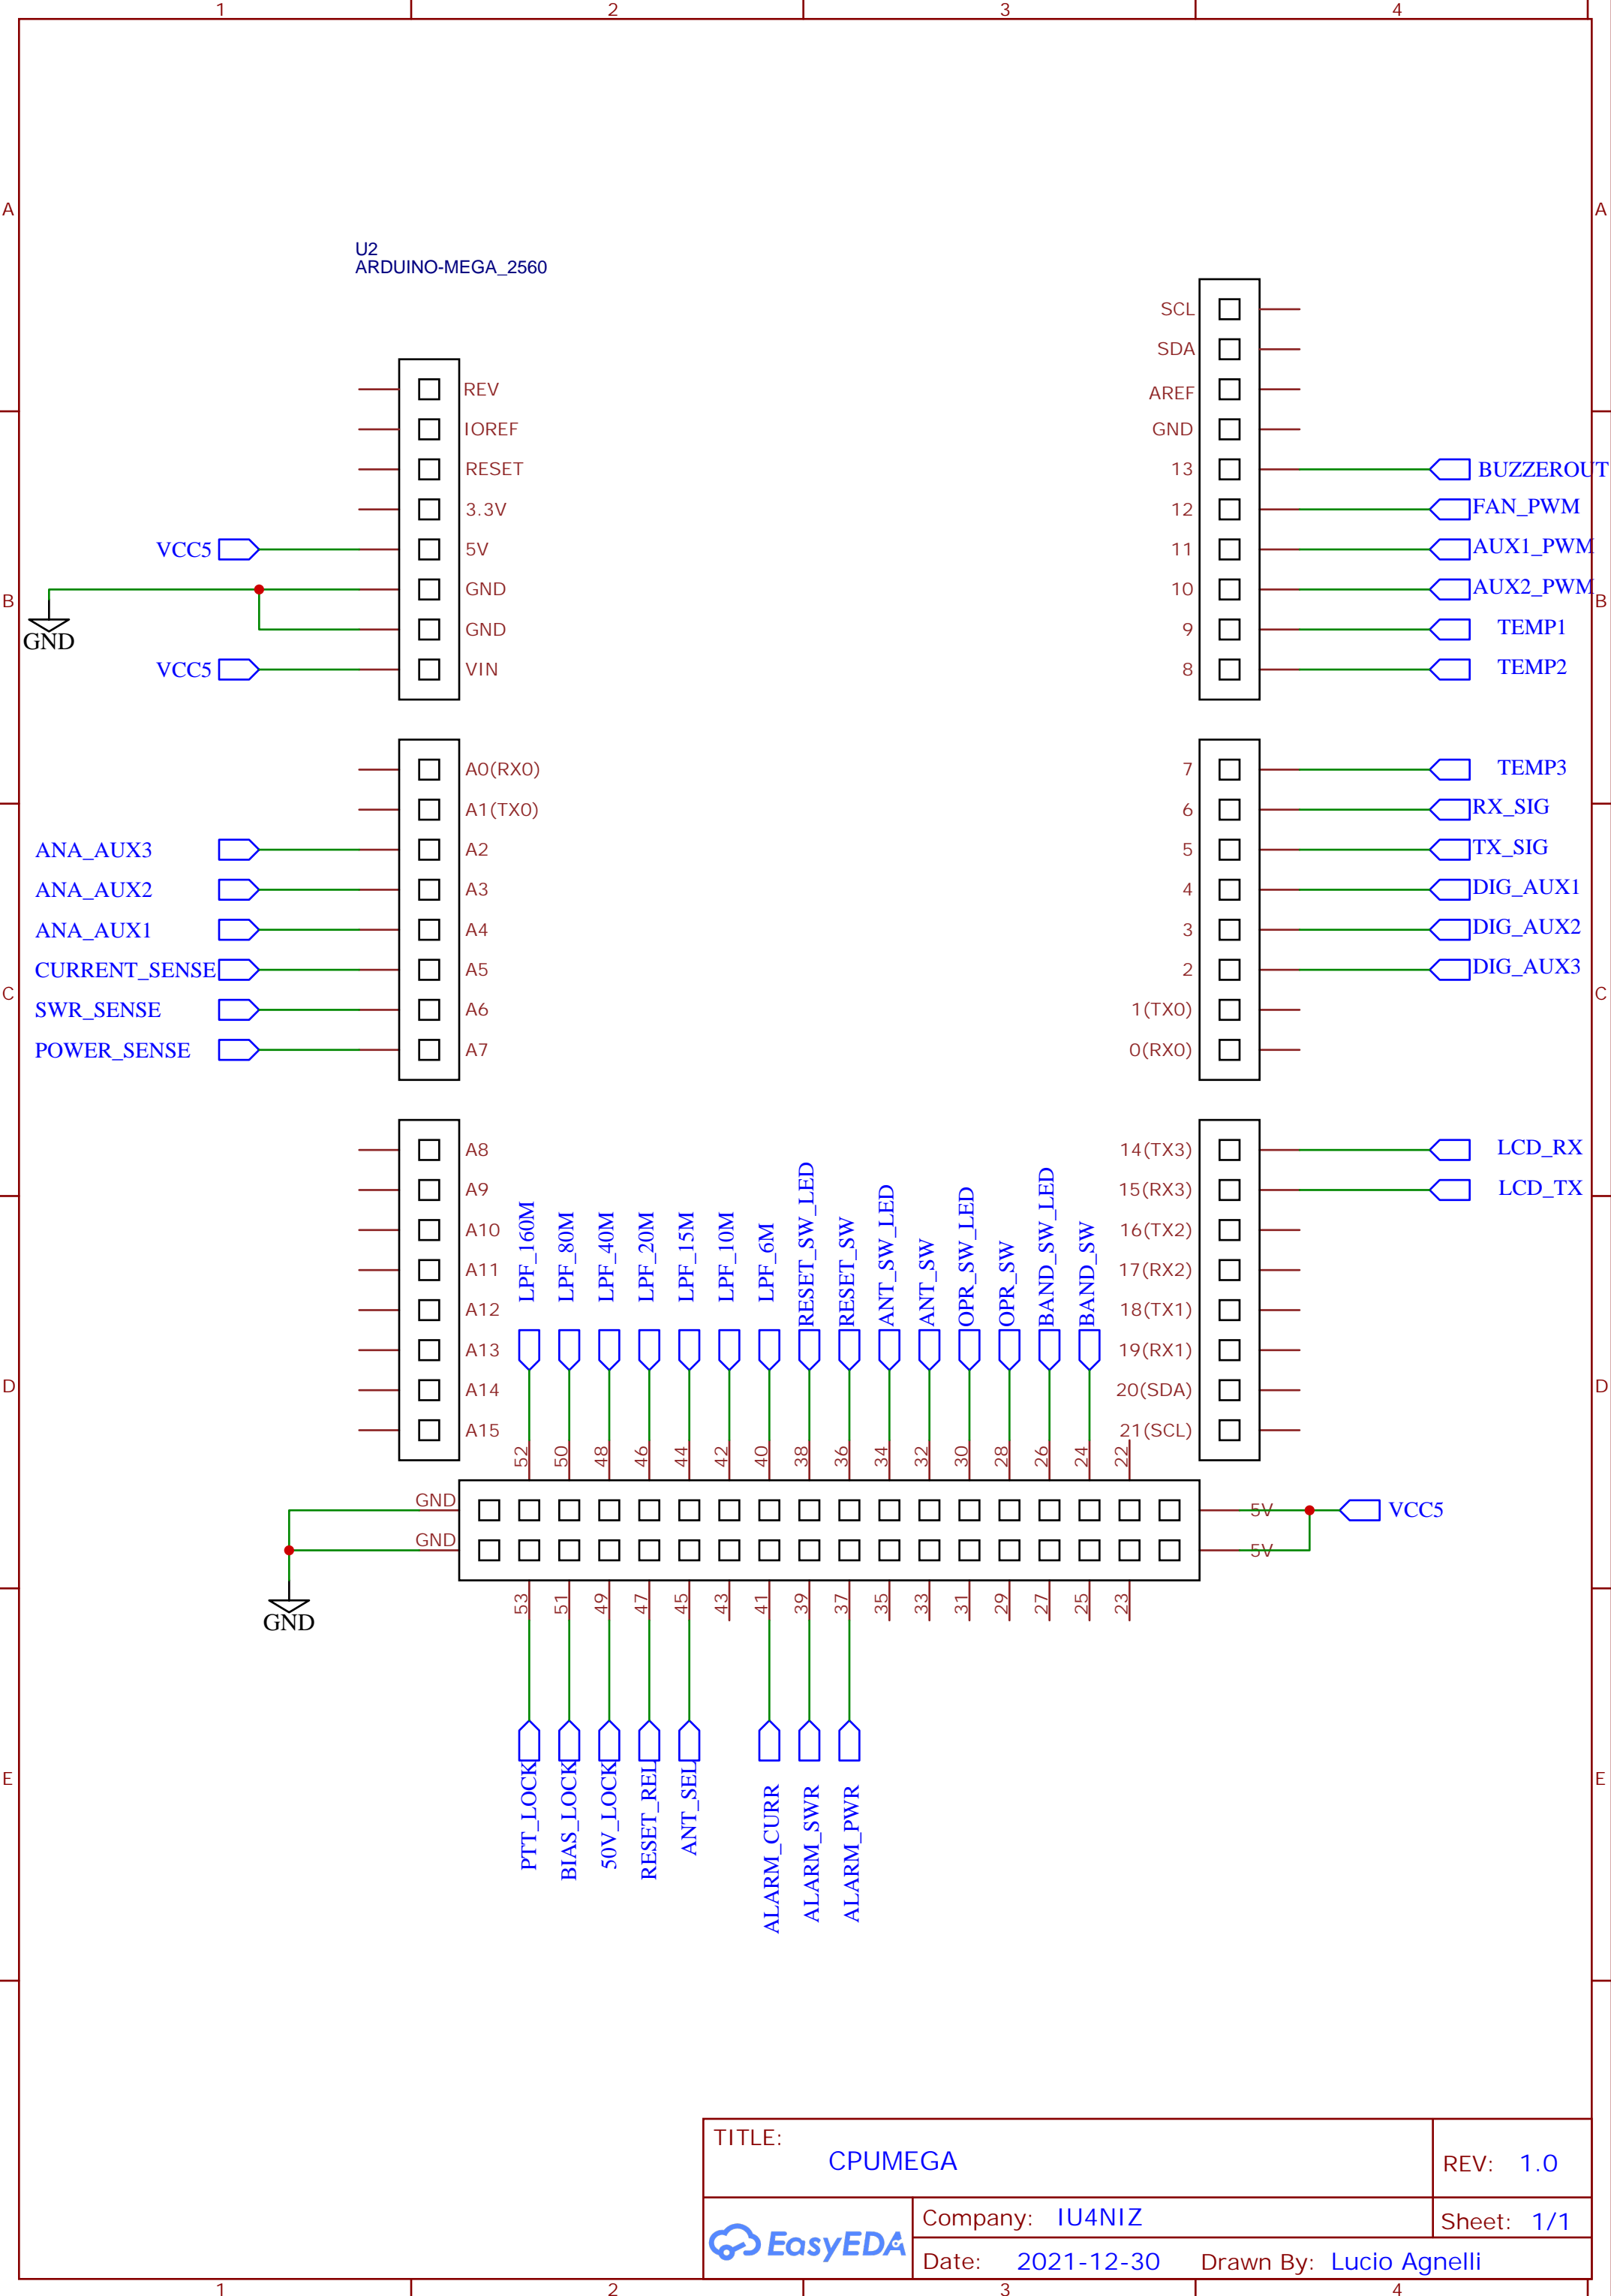 1 2 3 4
A A
B B
C C
D D
E E
U2
ARDUINO-MEGA_2560
REV
IOREF
RESET
3.3V
VCC5 5V
GND
GND
GND
VCC5 VIN
A0(RX0)
A1(TX0)
ANA_AUX3 A2
ANA_AUX2 A3
ANA_AUX1 A4
CURRENT_SENSE A5
SWR_SENSE A6
POWER_SENSE A7
A8
A9
A10
A11
A12
A13
A14
A15
SCL
SDA
AREF
GND
13 BUZZEROUT
12 FAN_PWM
11 AUX1_PWM
10 AUX2_PWM
9 TEMP1
8 TEMP2
7 TEMP3
6 RX_SIG
5 TX_SIG
4 DIG_AUX1
3 DIG_AUX2
2 DIG_AUX3
1(TX0)
0(RX0)
14(TX3) LCD_RX
15(RX3) LCD_TX
16(TX2)
17(RX2)
18(TX1)
19(RX1)
20(SDA)
21(SCL)
LPF_160M
LPF_80M
LPF_40M
LPF_20M
LPF_15M
LPF_10M
LPF_6M
RESET_SW_LED
RESET_SW
ANT_SW_LED
ANT_SW
OPR_SW_LED
OPR_SW
BAND_SW_LED
BAND_SW
52 50 48 46 44 42 40 38 36 34 32 30 28 26 24 22
GND 5V VCC5
GND 5V
GND
53 51 49 47 45 43 41 39 37 35 33 31 29 27 25 23
PTT_LOCK
BIAS_LOCK
50V_LOCK
RESET_REL
ANT_SEL
ALARM_CURR
ALARM_SWR
ALARM_PWR
TITLE:
CPUMEGA
REV: 1.0
EasyEDA
Company: IU4NIZ
Sheet: 1/1
Date: 2021-12-30 Drawn By: Lucio Agnelli
1 2 3 4